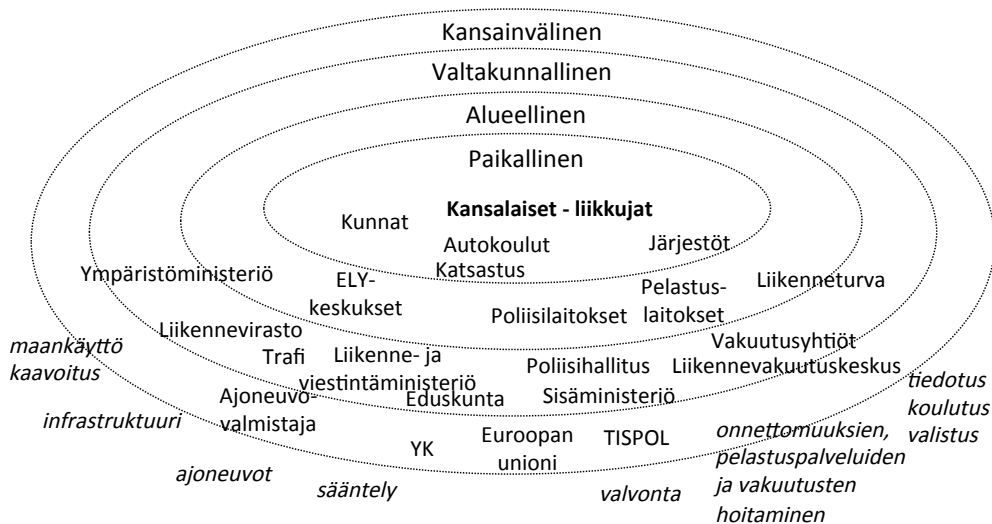 Kansainvälinen
Valtakunnallinen
Alueellinen
Paikallinen
Kansalaiset - liikkujat
Kunnat
Autokoulut
Katsastus
Järjestöt
Ympäristöministeriö
ELY-
keskukset
Poliisilaitokset
Pelastus-
laitokset
Liikenneturva
Liikennevirasto
Trafi
Liikenne- ja
viestintäministeriö
Poliisihallitus
Vakuutusyhtiöt
Liikennevakuutuskeskus
Ajoneuvo-
valmistaja
Eduskunta
Sisäministeriö
YK
Euroopan
unioni
TISPOL
maankäyttö
kaavoitus
infrastruktuuri
ajoneuvot
sääntely
valvonta
onnettomuuksien,
pelastuspalveluiden
ja vakuutusten
hoitaminen
tiedotus
koulutus
valistus